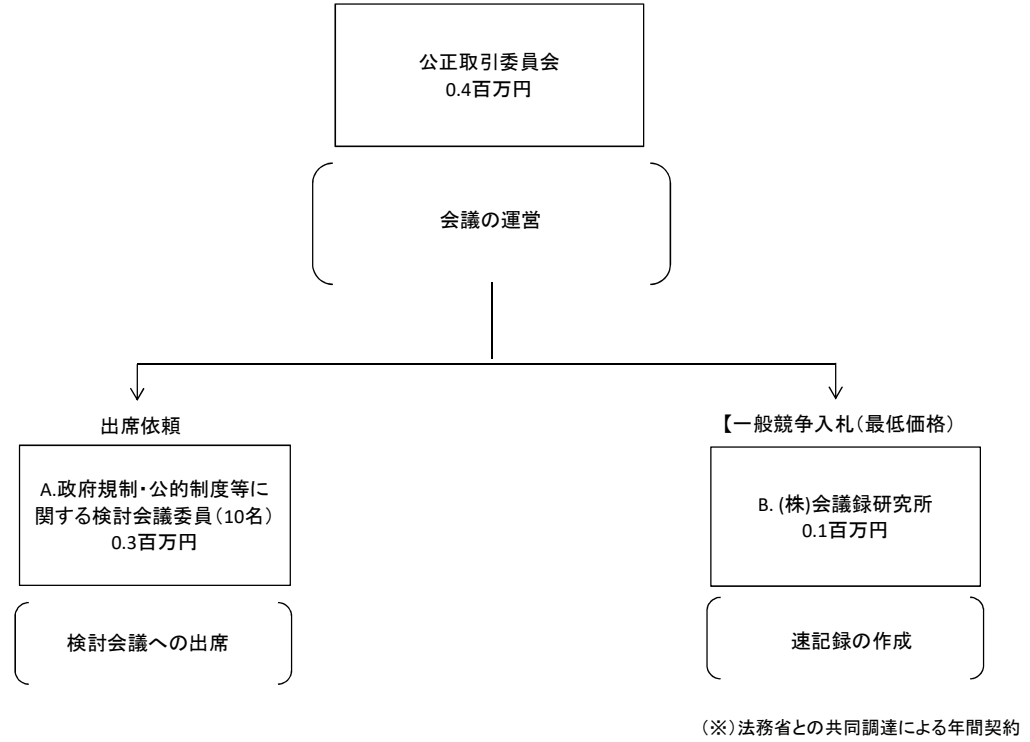 公正取引委員会
0.4百万円
会議の運営
出席依頼
A.政府規制・公的制度等に
関する検討会議委員（10名）
0.3百万円
検討会議への出席
【一般競争入札（最低価格）
B. (株)会議録研究所
0.1百万円
速記録の作成
（※）法務省との共同調達による年間契約